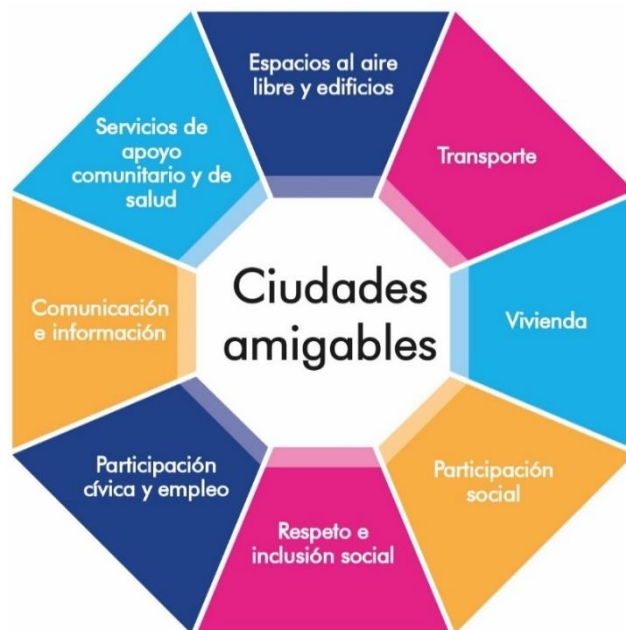 Ciudades
amigables
Espacios al aire
libre y edificios
Transporte
Vivienda
Participación
social
Respeto e
inclusión social
Participación
cívica y empleo
Comunicación
e información
Servicios de
apoyo
comunitario y de
salud